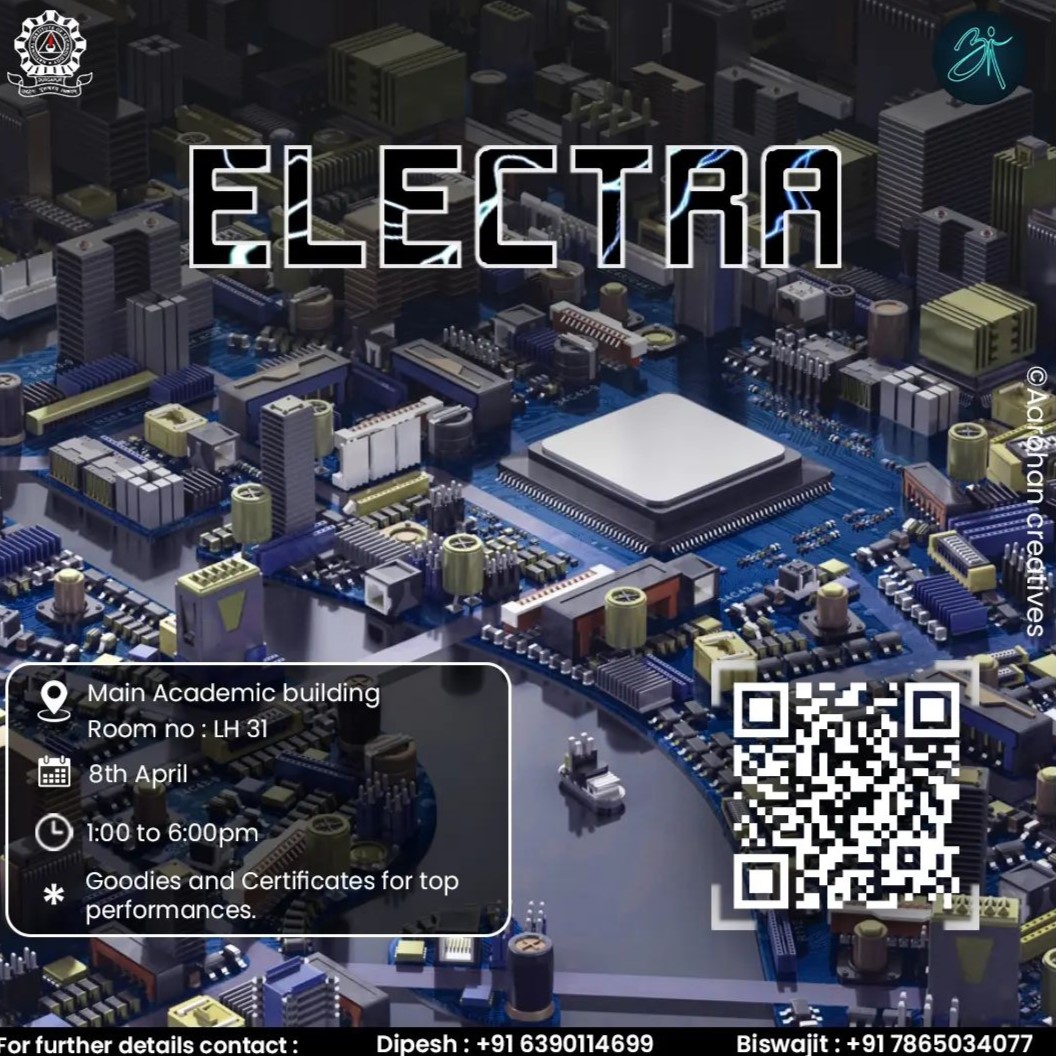 ELECTRA
©Aarohan creatives
Main Academic building
Room no : LH 31
8th April
1:00 to 6:00pm
* Goodies and Certificates for top
performances.
For further details contact : Dipesh : +91 6390114699 Biswajit : +91 7865034077